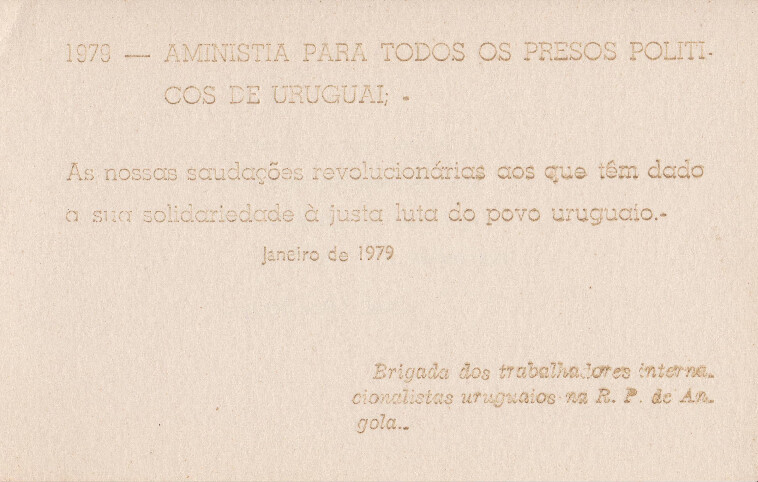 1979 — AMINISTIA PARA TODOS OS PRESOS POLITI-
COS DE URUGUAI; -
As nossas saudações revolucionárias aos que têm dado
a sua solidariedade à justa luta do povo uruguaio.-
Janeiro de 1979
Brigada dos trabalhadores interna-
cionalistas uruguaios na R. P. de An-
gola.-